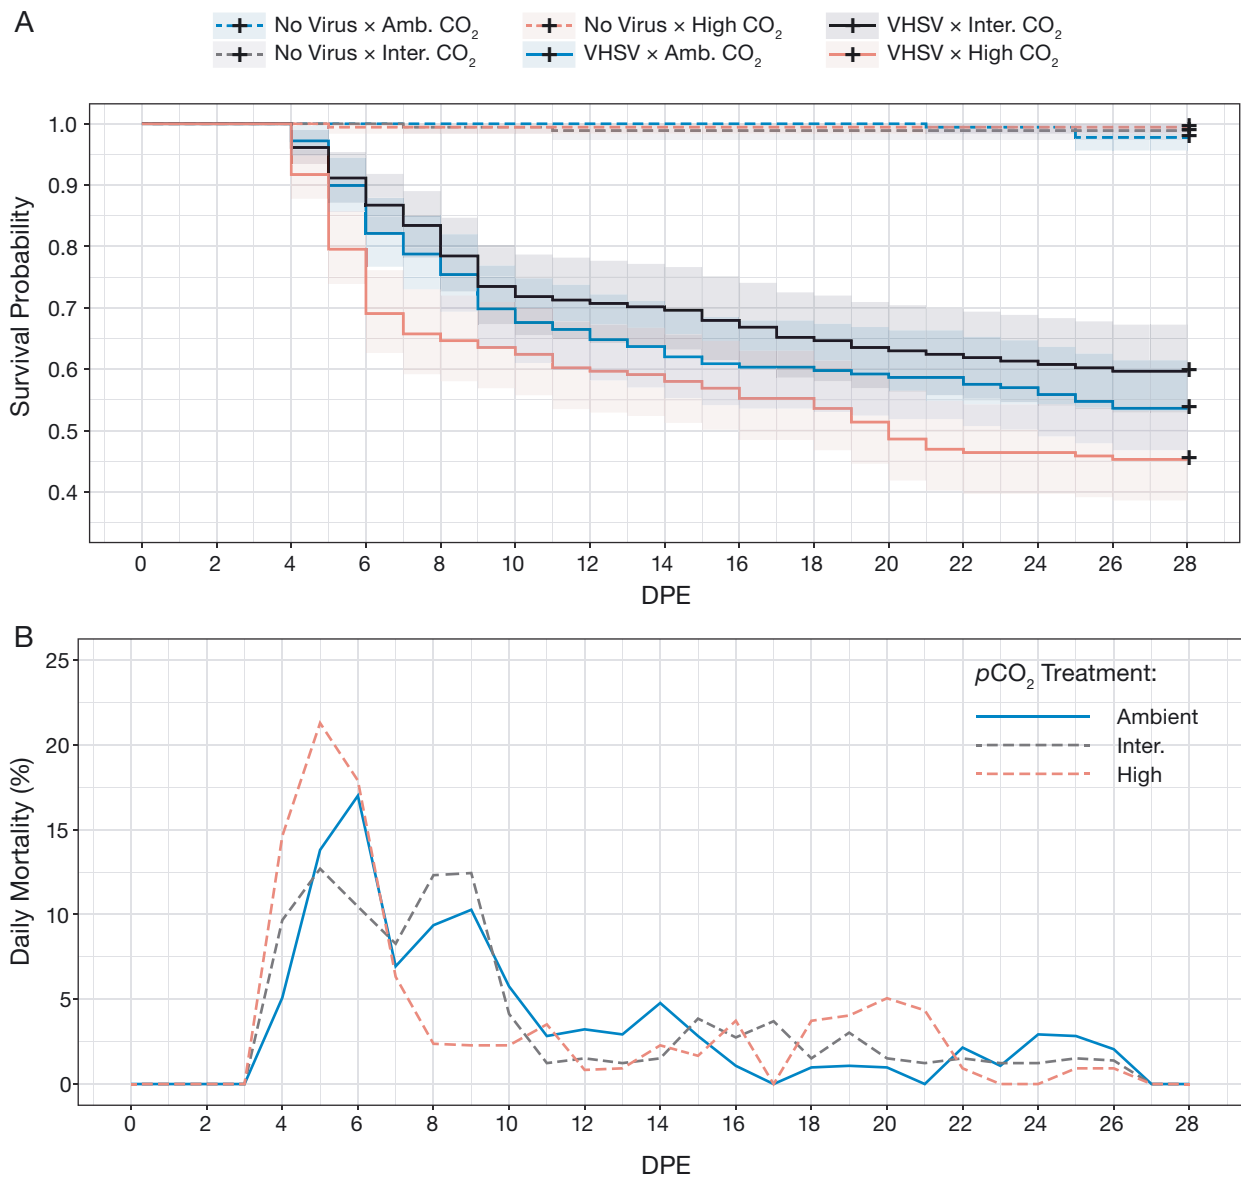 A
No Virus × Amb. CO₂
No Virus × High CO₂
VHSV × Inter. CO₂
No Virus × Inter. CO₂
VHSV × Amb. CO₂
VHSV × High CO₂
1.0
0.9
0.8
0.7
0.6
0.5
0.4
Survival Probability
0 2 4 6 8 10 12 14 16 18 20 22 24 26 28
DPE
B
25
20
15
10
5
0
Daily Mortality (%)
pCO₂ Treatment:
Ambient
Inter.
High
0 2 4 6 8 10 12 14 16 18 20 22 24 26 28
DPE